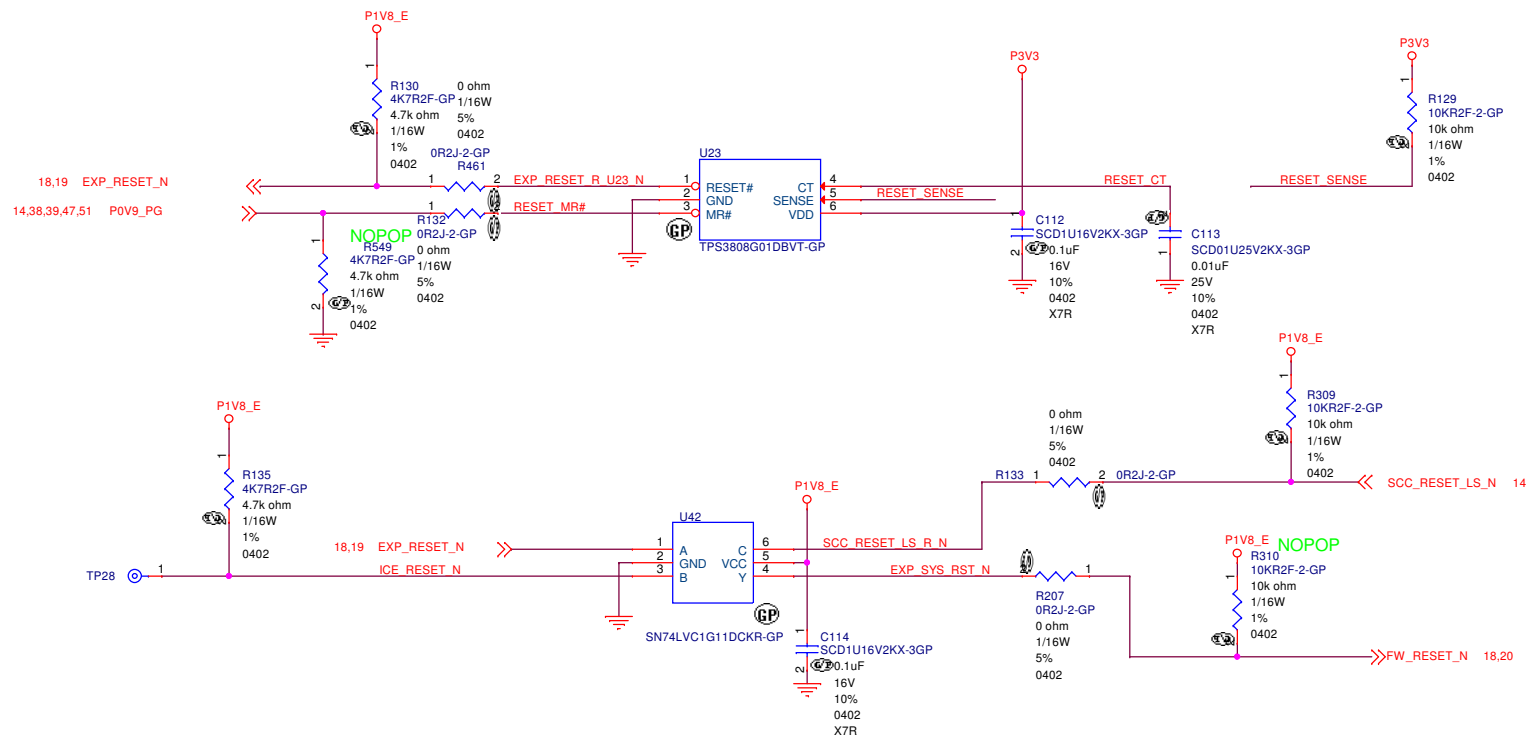 P1V8_E
1
R130
4K7R2F-GP
4.7k ohm
1/16W
1%
0402
0 ohm
1/16W
5%
0402
0R2J-2-GP
R461
18,19 EXP_RESET_N
1
2
EXP_RESET_R_U23_N
14,38,39,47,51 P0V9_PG
1
RESET_MR#
R132
0R2J-2-GP
0 ohm
1/16W
5%
0402
NOPOP
1
R549
4K7R2F-GP
4.7k ohm
1/16W
1%
0402
2
U23
1 RESET#
2 GND
3 MR#
CT 4
SENSE 5
VDD 6
TPS3808G01DBVT-GP
GP
P3V3
RESET_CT
RESET_SENSE
1
C112
SCD1U16V2KX-3GP
2
0.1uF
16V
10%
0402
X7R
C113
SCD01U25V2KX-3GP
1
0.01uF
25V
10%
0402
X7R
P3V3
1
R129
10KR2F-2-GP
10k ohm
1/16W
1%
0402
RESET_SENSE
P1V8_E
1
R135
4K7R2F-GP
4.7k ohm
1/16W
1%
0402
18,19 EXP_RESET_N
TP28
1
ICE_RESET_N
U42
1 A
2 GND
3 B
C 6
VCC 5
Y 4
SN74LVC1G11DCKR-GP
GP
P1V8_E
SCC_RESET_LS_R_N
EXP_SYS_RST_N
1
C114
SCD1U16V2KX-3GP
2
0.1uF
16V
10%
0402
X7R
0 ohm
1/16W
5%
0402
R133
1
2
0R2J-2-GP
P1V8_E
1
R309
10KR2F-2-GP
10k ohm
1/16W
1%
0402
SCC_RESET_LS_N 14
1
R207
0R2J-2-GP
0 ohm
1/16W
5%
0402
P1V8_E
NOPOP
1
R310
10KR2F-2-GP
10k ohm
1/16W
1%
0402
FW_RESET_N 18,20